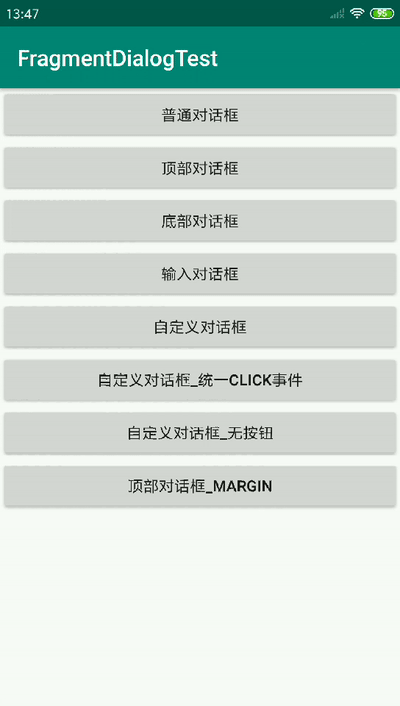 13:47
95
FragmentDialogTest
普通对话框
顶部对话框
底部对话框
输入对话框
自定义对话框
自定义对话框_统一CLICK事件
自定义对话框_无按钮
顶部对话框_MARGIN